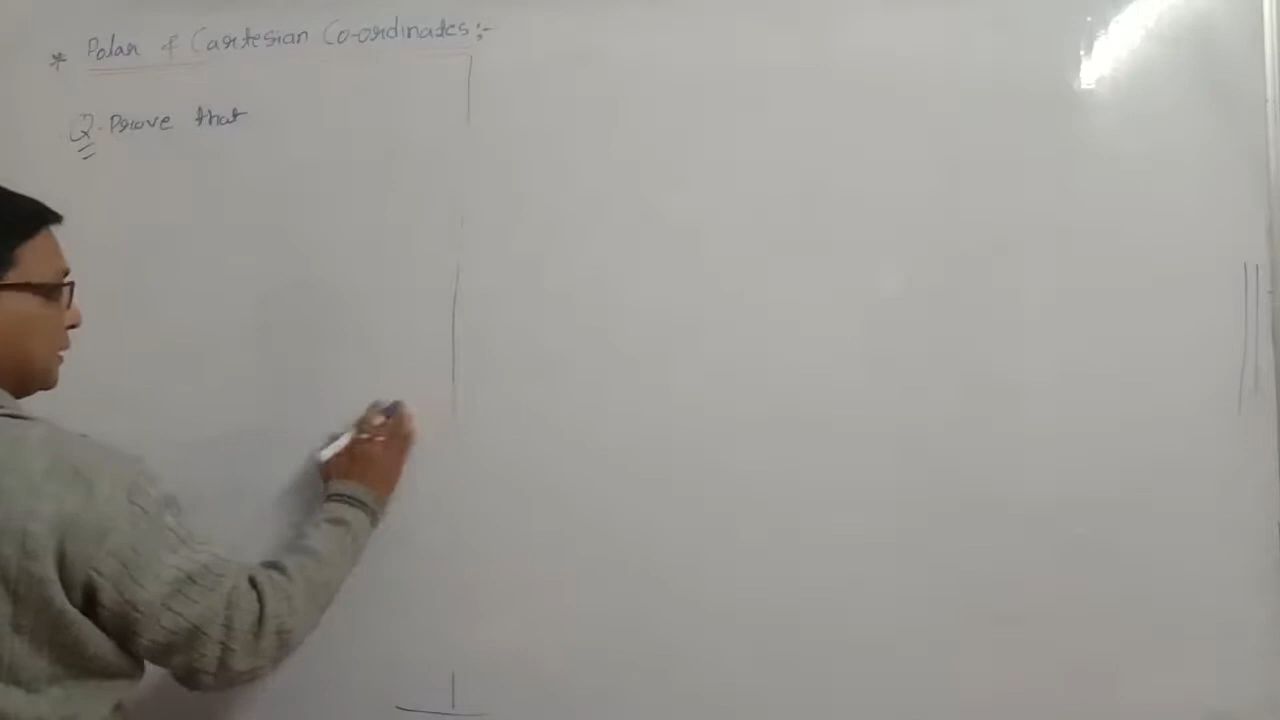 * Polar & Cartesian Co-ordinates:-
Q. Prove that